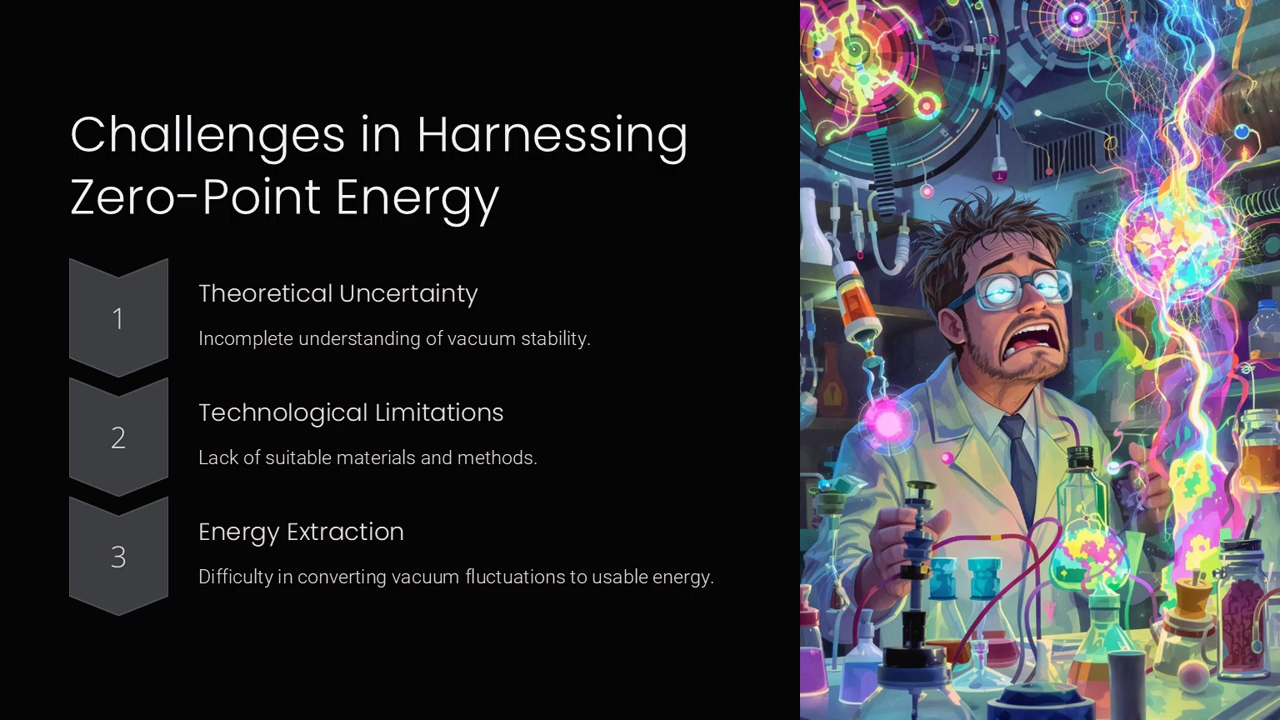 Challenges in Harnessing
Zero-Point Energy
1
Theoretical Uncertainty
Incomplete understanding of vacuum stability.
2
Technological Limitations
Lack of suitable materials and methods.
3
Energy Extraction
Difficulty in converting vacuum fluctuations to usable energy.